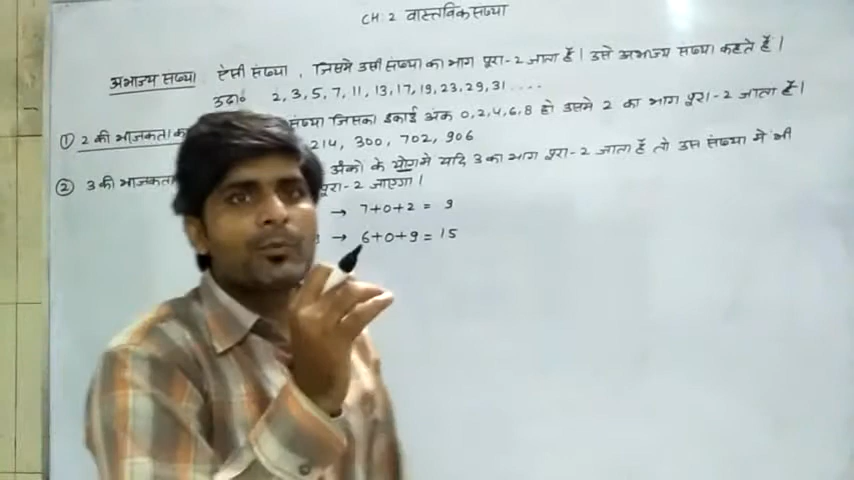 CH 2 वास्तविक संख्या
अभाज्य संख्या ऐसी संख्या , जिसमे उसी संख्या का भाग पूरा-2 जाता हैं। उसे अभाज्य संख्या कहते हैं।
उदा० 2, 3, 5, 7, 11, 13, 17, 19, 23, 29, 31 ....
① 2 की भाजकता का संख्या जिसका इकाई अंक 0, 2, 4, 6, 8 हो उसमे 2 का भाग पूरा-2 जाता हैं।
214, 300, 702, 906
② 3 की भाजकता अंको के योग मे यदि 3 का भाग पूरा-2 जाता हैं तो उस संख्या मे भी
पूरा-2 जाएगा।
→ 7+0+2 = 9
→ 6+0+9 = 15